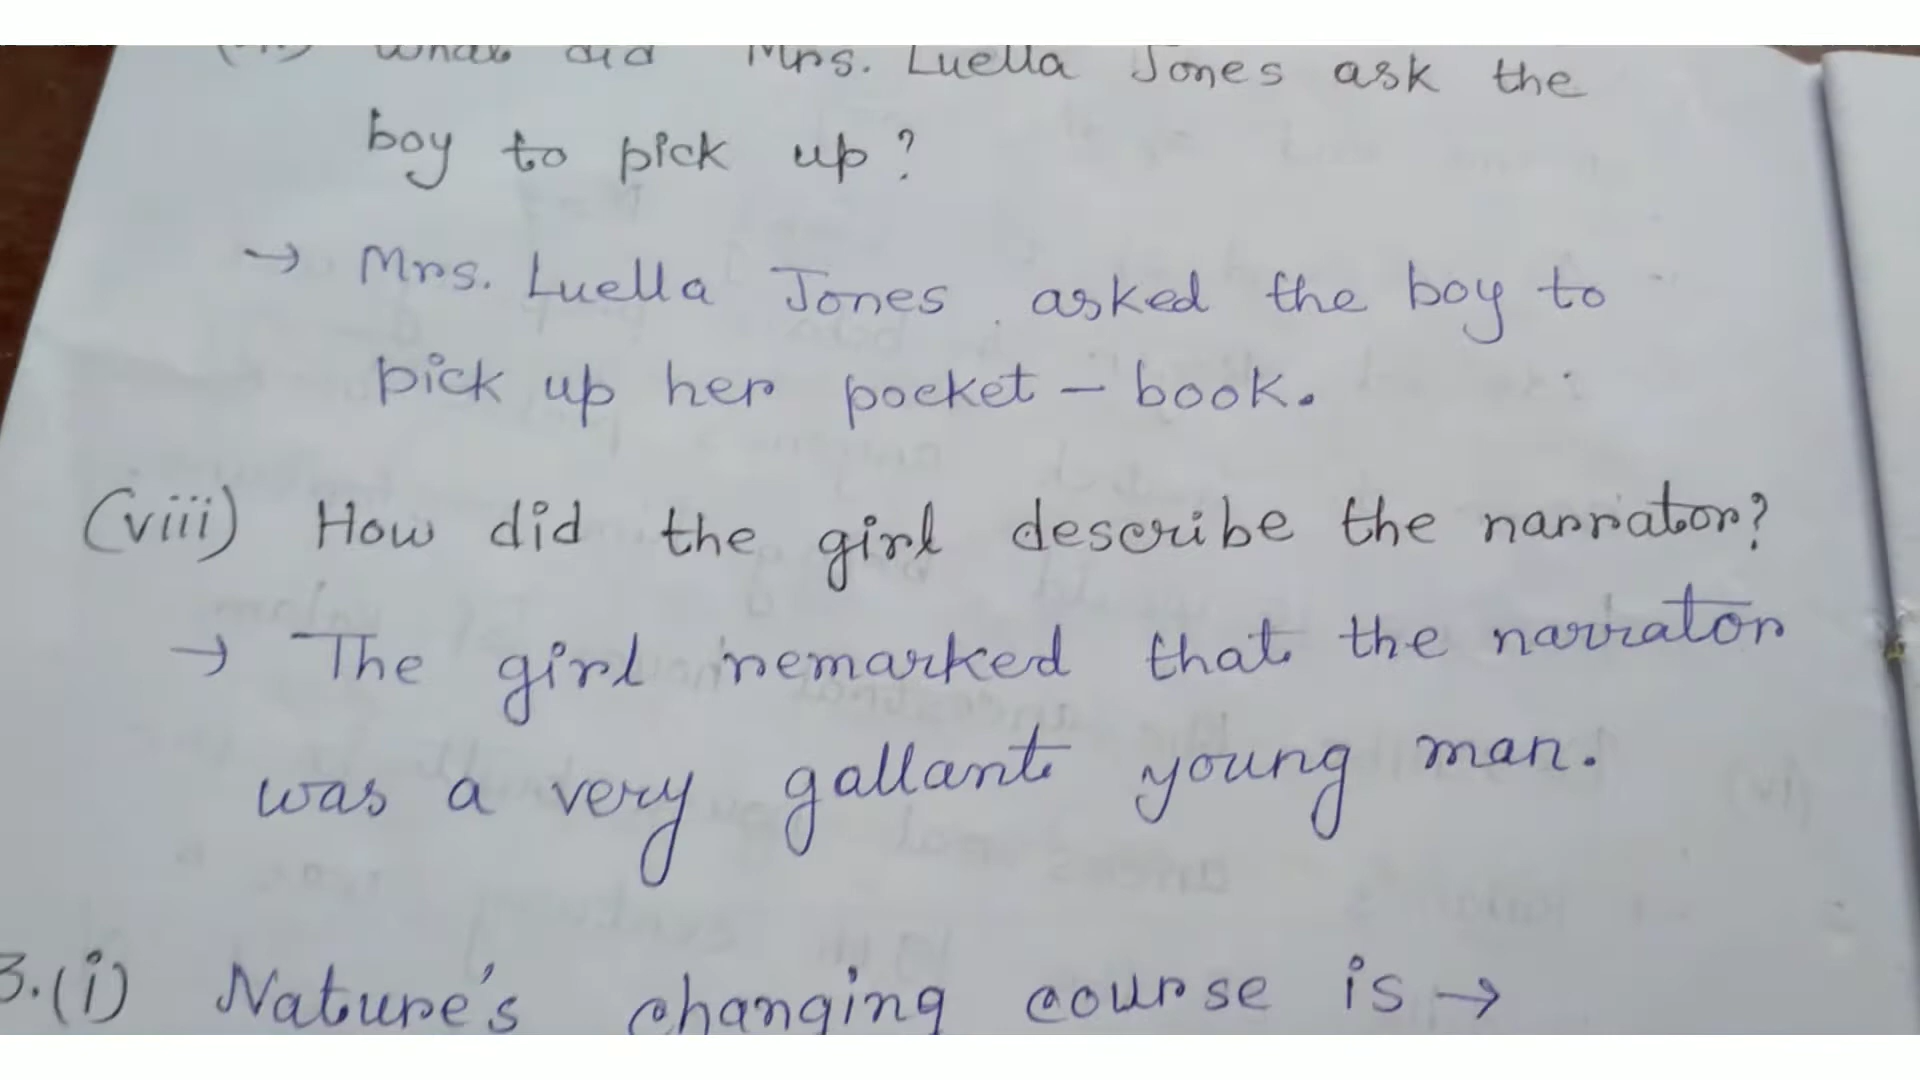 What did Mrs. Luella Jones ask the
boy to pick up?
→ Mrs. Luella Jones asked the boy to
pick up her pocket - book.
(viii) How did the girl describe the narrator?
→ The girl remarked that the narrator
was a very gallant young man.
3.(i) Nature's changing course is →